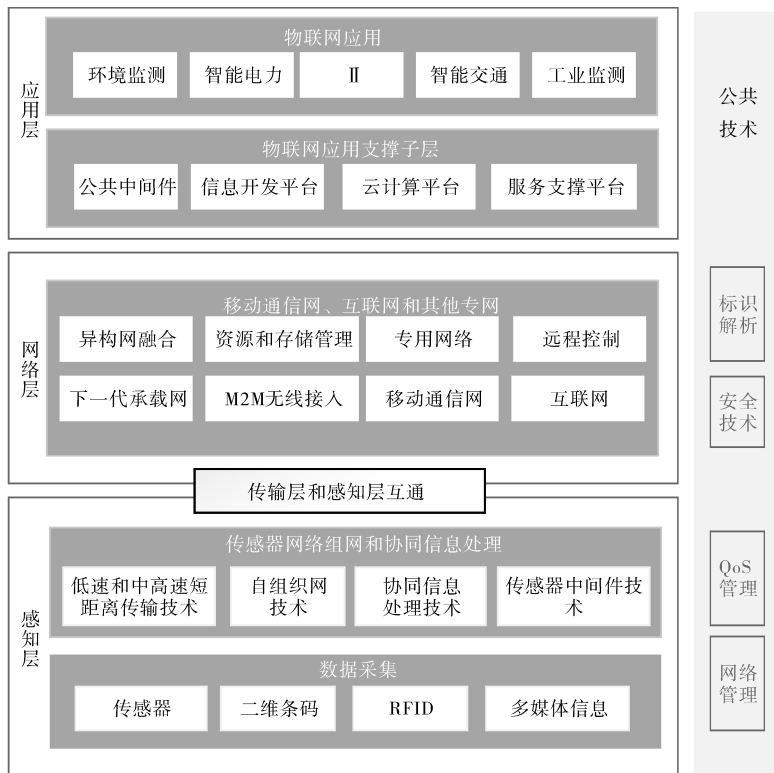 应用层
物联网应用
环境监测
智能电力
Ⅱ
智能交通
工业监测
物联网应用支撑子层
公共中间件
信息开发平台
云计算平台
服务支撑平台
网络层
移动通信网、互联网和其他专网
异构网融合
资源和存储管理
专用网络
远程控制
下一代承载网
M2M无线接入
移动通信网
互联网
传输层和感知层互通
感知层
传感器网络组网和协同信息处理
低速和中高速短
距离传输技术
自组织网
技术
协同信息
处理技术
传感器中间件技
术
数据采集
传感器
二维条码
RFID
多媒体信息
公共
技术
标识
解析
安全
技术
QoS
管理
网络
管理